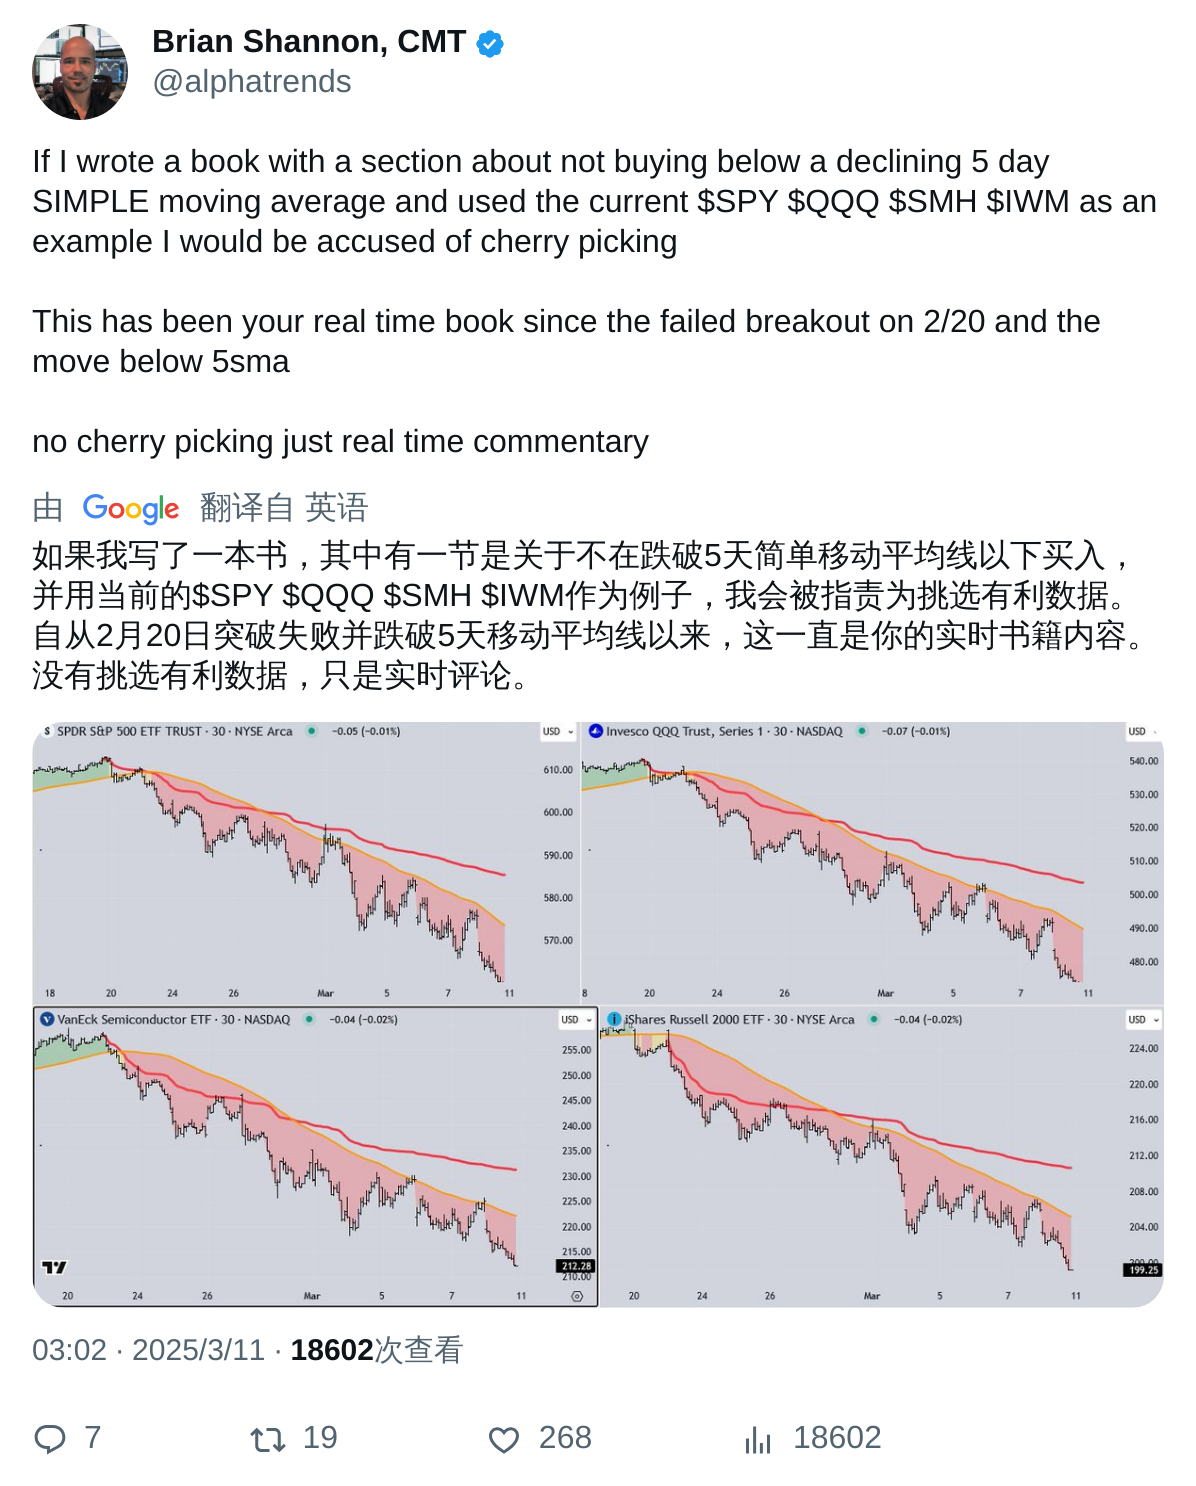 Brian Shannon, CMT
@alphatrends
If I wrote a book with a section about not buying below a declining 5 day
SIMPLE moving average and used the current $SPY $QQQ $SMH $IWM as an
example I would be accused of cherry picking
This has been your real time book since the failed breakout on 2/20 and the
move below 5sma
no cherry picking just real time commentary
由 Google 翻译自 英语
如果我写了一本书，其中有一节是关于不在跌破5天简单移动平均线以下买入，
并用当前的$SPY $QQQ $SMH $IWM作为例子，我会被指责为挑选有利数据。
自从2月20日突破失败并跌破5天移动平均线以来，这一直是你的实时书籍内容。
没有挑选有利数据，只是实时评论。
S SPDR S&P 500 ETF TRUST · 30 · NYSE Arca −0.05 (−0.01%) USD
610.00
600.00
590.00
580.00
570.00
18 20 24 26 Mar 5 7 11
Invesco QQQ Trust, Series 1 · 30 · NASDAQ −0.07 (−0.01%) USD
540.00
530.00
520.00
510.00
500.00
490.00
480.00
8 20 24 26 Mar 5 7 11
V VanEck Semiconductor ETF · 30 · NASDAQ −0.04 (−0.02%) USD
255.00
250.00
245.00
240.00
235.00
230.00
225.00
220.00
215.00
212.28
210.00
20 24 26 Mar 5 7 11
i iShares Russell 2000 ETF · 30 · NYSE Arca −0.04 (−0.02%) USD
224.00
220.00
216.00
212.00
208.00
204.00
200.00
199.25
20 24 26 Mar 5 7 11
03:02 · 2025/3/11 · 18602次查看
7 19 268 18602